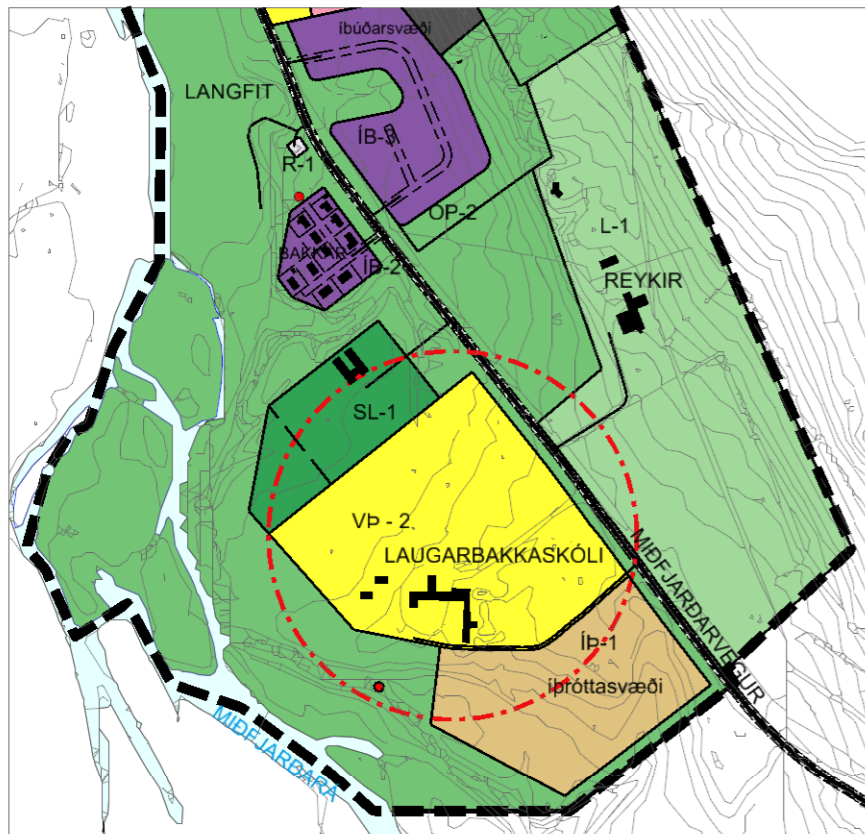 íbúðarsvæði
LANGFIT
ÍB-3
R-1
OP-2
L-1
BAKKAR
ÍB-2
REYKIR
SL-1
VÞ - 2
LAUGARBAKKASKÓLI
MIÐFJARÐARVEGUR
ÍÞ-1
íþróttasvæði
MIÐFJARÐARÁ